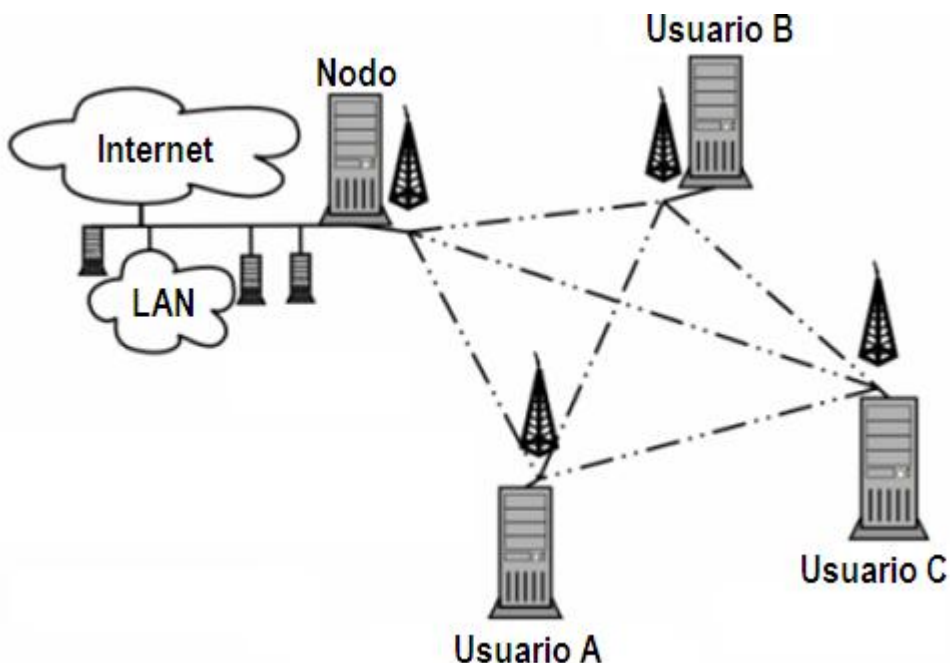 Usuario B
Nodo
Internet
LAN
Usuario C
Usuario A